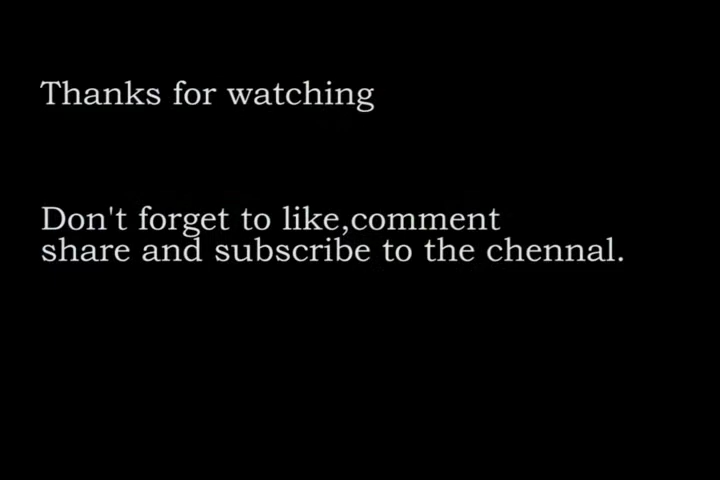 Thanks for watching
Don't forget to like,comment
share and subscribe to the chennal.